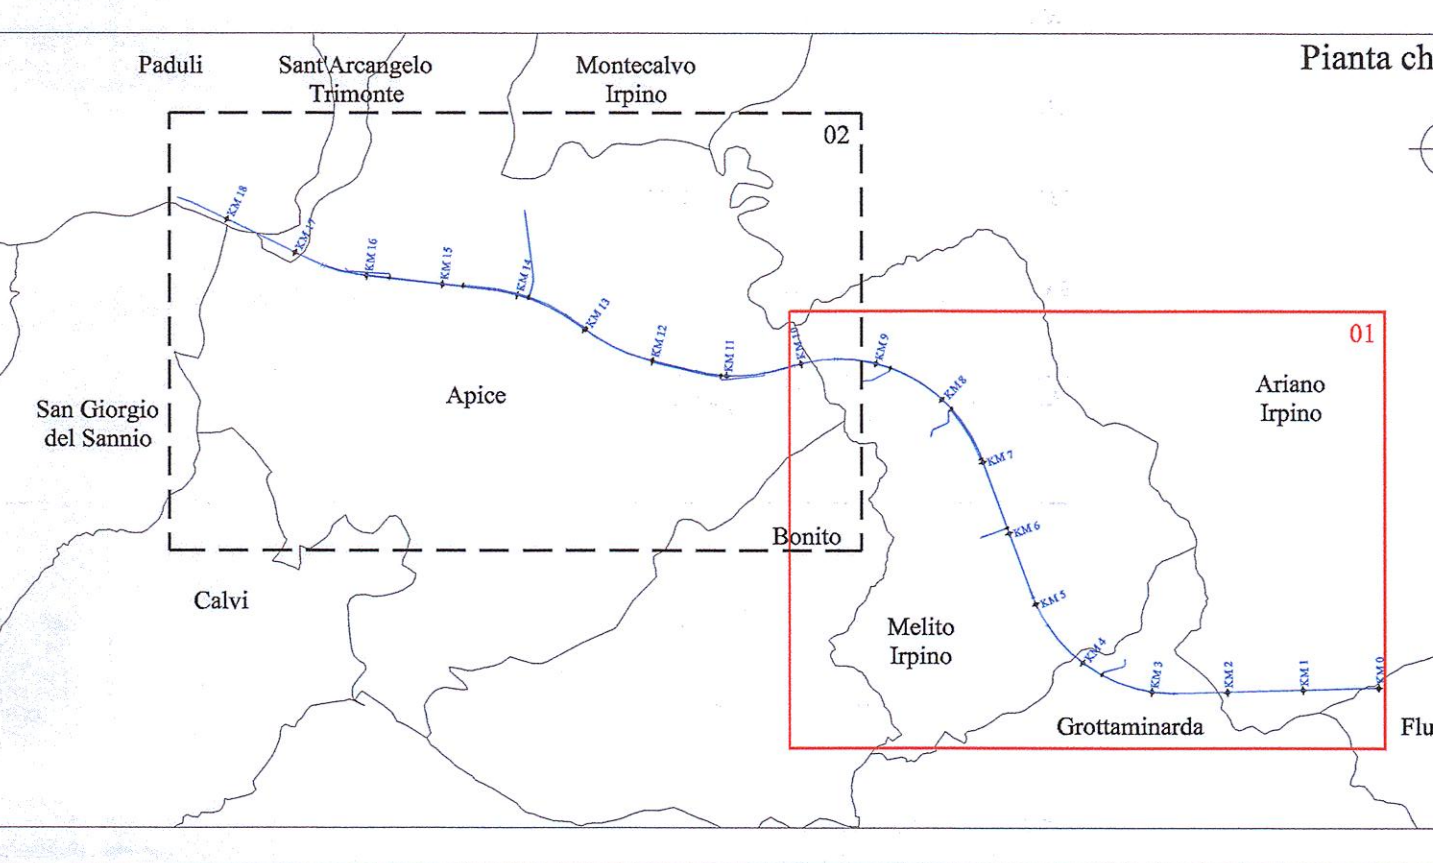 Pianta ch
Paduli
Sant'Arcangelo
Trimonte
Montecalvo
Irpino
02
KM 18
KM 17
KM 16
KM 15
KM 14
KM 13
KM 12
KM 11
KM 10
KM 9
KM 8
KM 7
KM 6
KM 5
KM 4
KM 3
KM 2
KM 1
KM 0
01
Ariano
Irpino
Apice
San Giorgio
del Sannio
Bonito
Calvi
Melito
Irpino
Grottaminarda
Flu